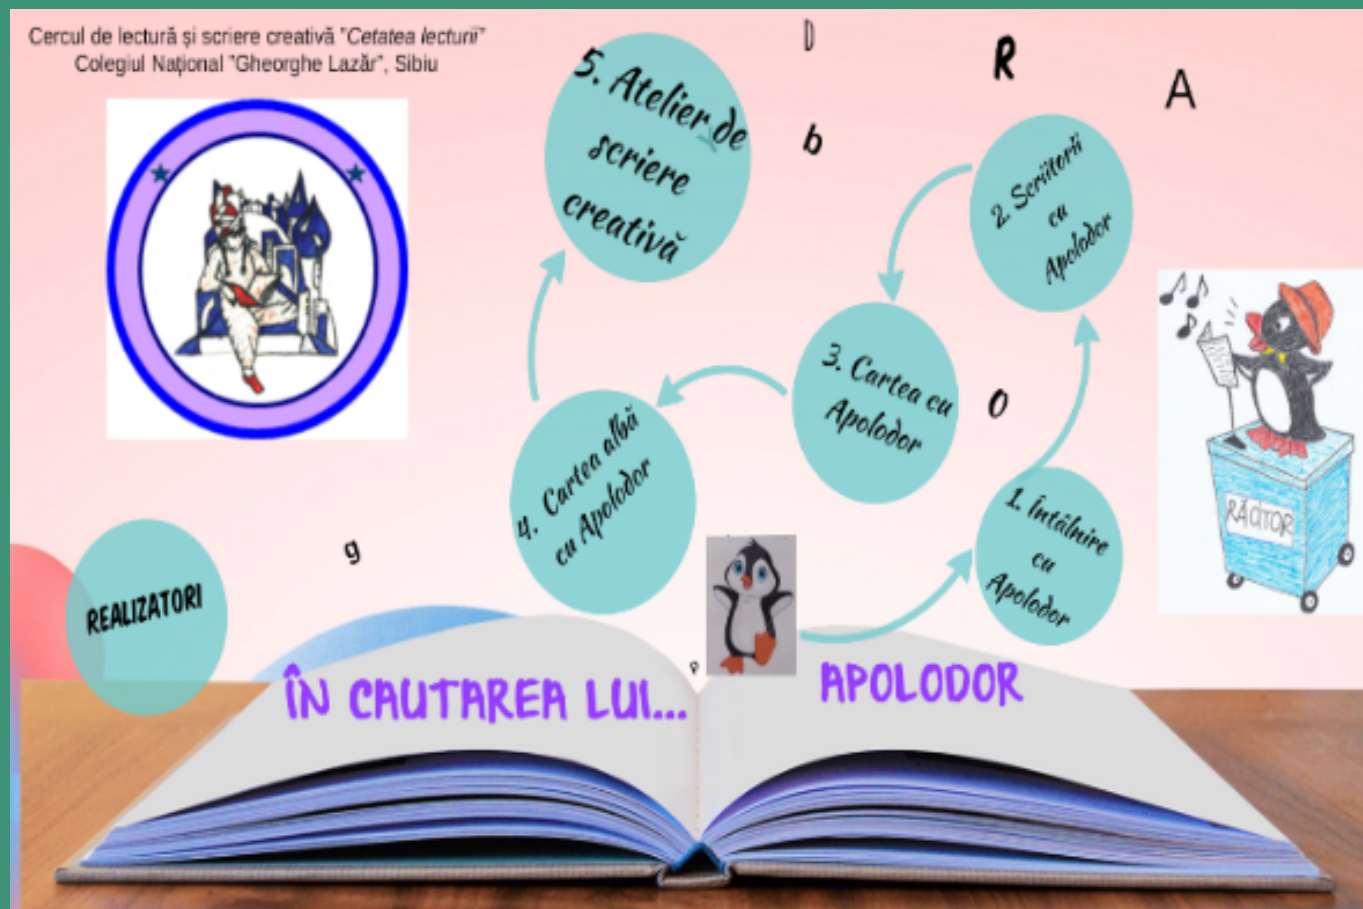 Cercul de lectură și scriere creativă "Cetatea lecturii"
Colegiul Național "Gheorghe Lazăr", Sibiu
D
R
A
b
5. Atelier de
scriere
creativă
2. Scriitorii
cu
Apolodor
3. Cartea cu
Apolodor
O
4. Cartea albă
cu Apolodor
1. Întâlnire
cu
Apolodor
RĂCITOR
g
REALIZATORI
P
ÎN CAUTAREA LUI...
APOLODOR